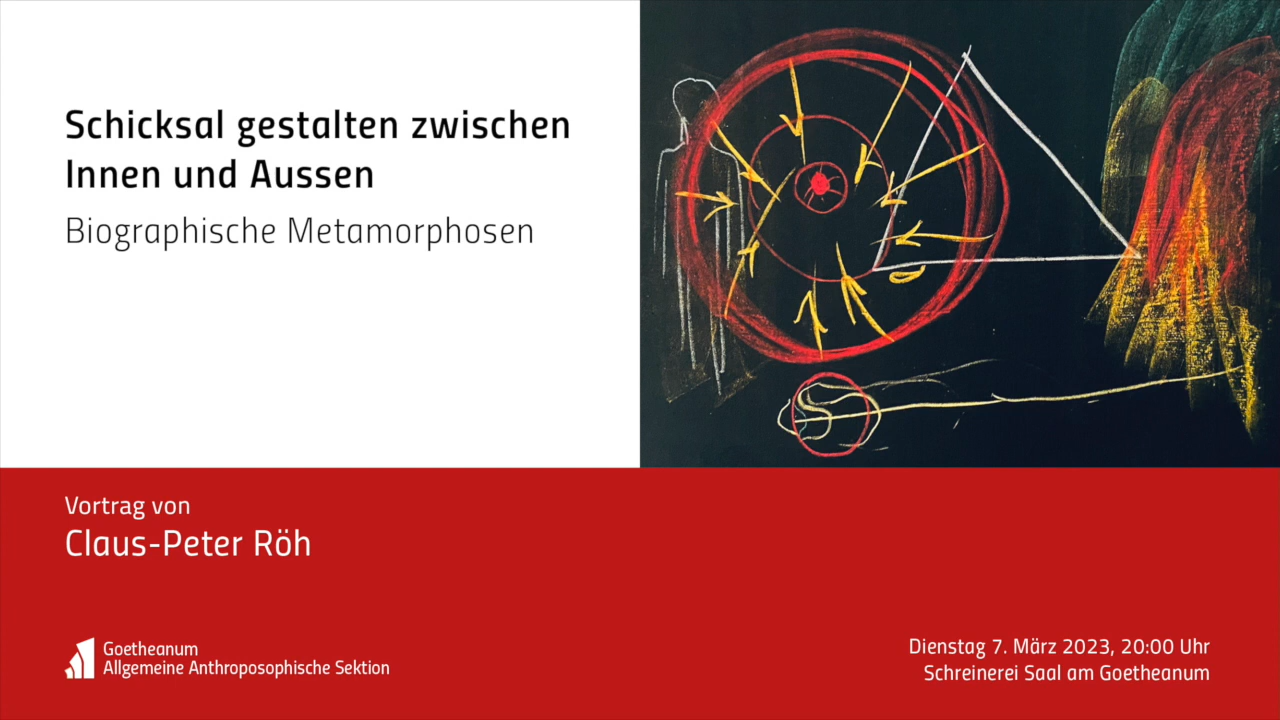 Schicksal gestalten zwischen
Innen und Aussen
Biographische Metamorphosen
Vortrag von
Claus-Peter Röh
Goetheanum
Allgemeine Anthroposophische Sektion
Dienstag 7. März 2023, 20:00 Uhr
Schreinerei Saal am Goetheanum